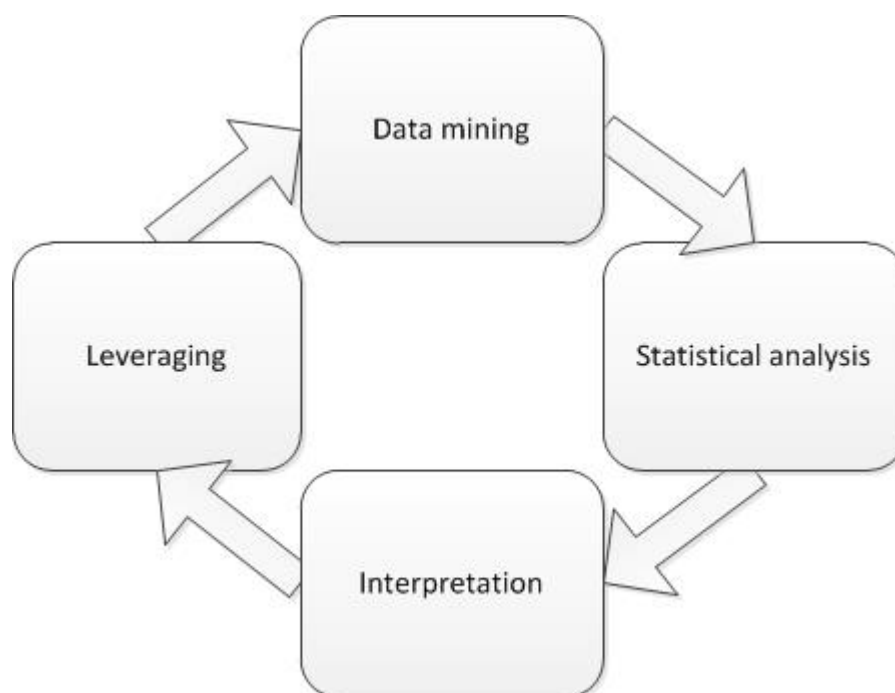 Data mining
Statistical analysis
Interpretation
Leveraging